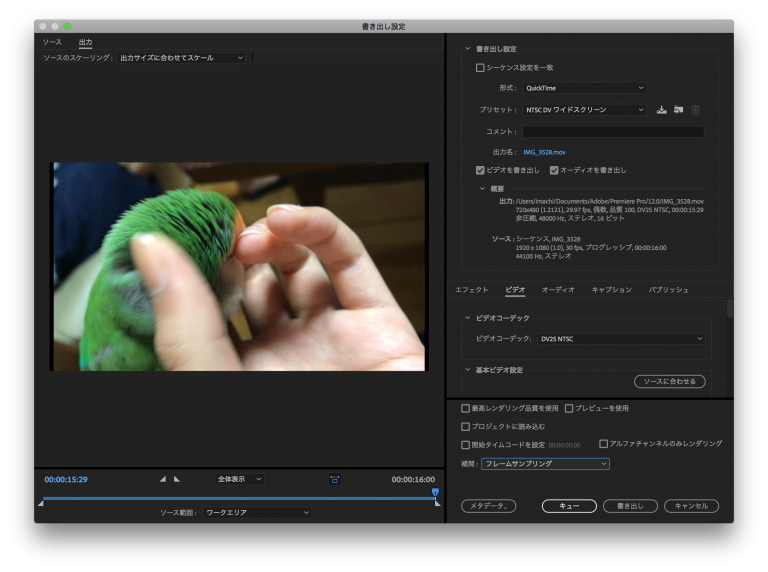 書き出し設定
ソース 出力
ソースのスケーリング: 出力サイズに合わせてスケール
書き出し設定
シーケンス設定を一致
形式: QuickTime
プリセット: NTSC DV ワイドスクリーン
コメント:
出力名: IMG_3528.mov
ビデオを書き出し オーディオを書き出し
概要
出力: /Users/imachi/Documents/Adobe/Premiere Pro/12.0/IMG_3528.mov
720x480 (1.2121), 29.97 fps, 偶数, 品質 100, DV25 NTSC, 00:00:15:29
非圧縮, 48000 Hz, ステレオ, 16 ビット
ソース: シーケンス, IMG_3528
1920 x 1080 (1.0), 30 fps, プログレッシブ, 00:00:16:00
44100 Hz, ステレオ
エフェクト ビデオ オーディオ キャプション パブリッシュ
ビデオコーデック
ビデオコーデック: DV25 NTSC
基本ビデオ設定
ソースに合わせる
最高レンダリング品質を使用 プレビューを使用
プロジェクトに読み込む
開始タイムコードを設定 00:00:00:00 アルファチャンネルのみレンダリング
補間: フレームサンプリング
00:00:15:29 全体表示 00:00:16:00
ソース範囲: ワークエリア
メタデータ... キュー 書き出し キャンセル